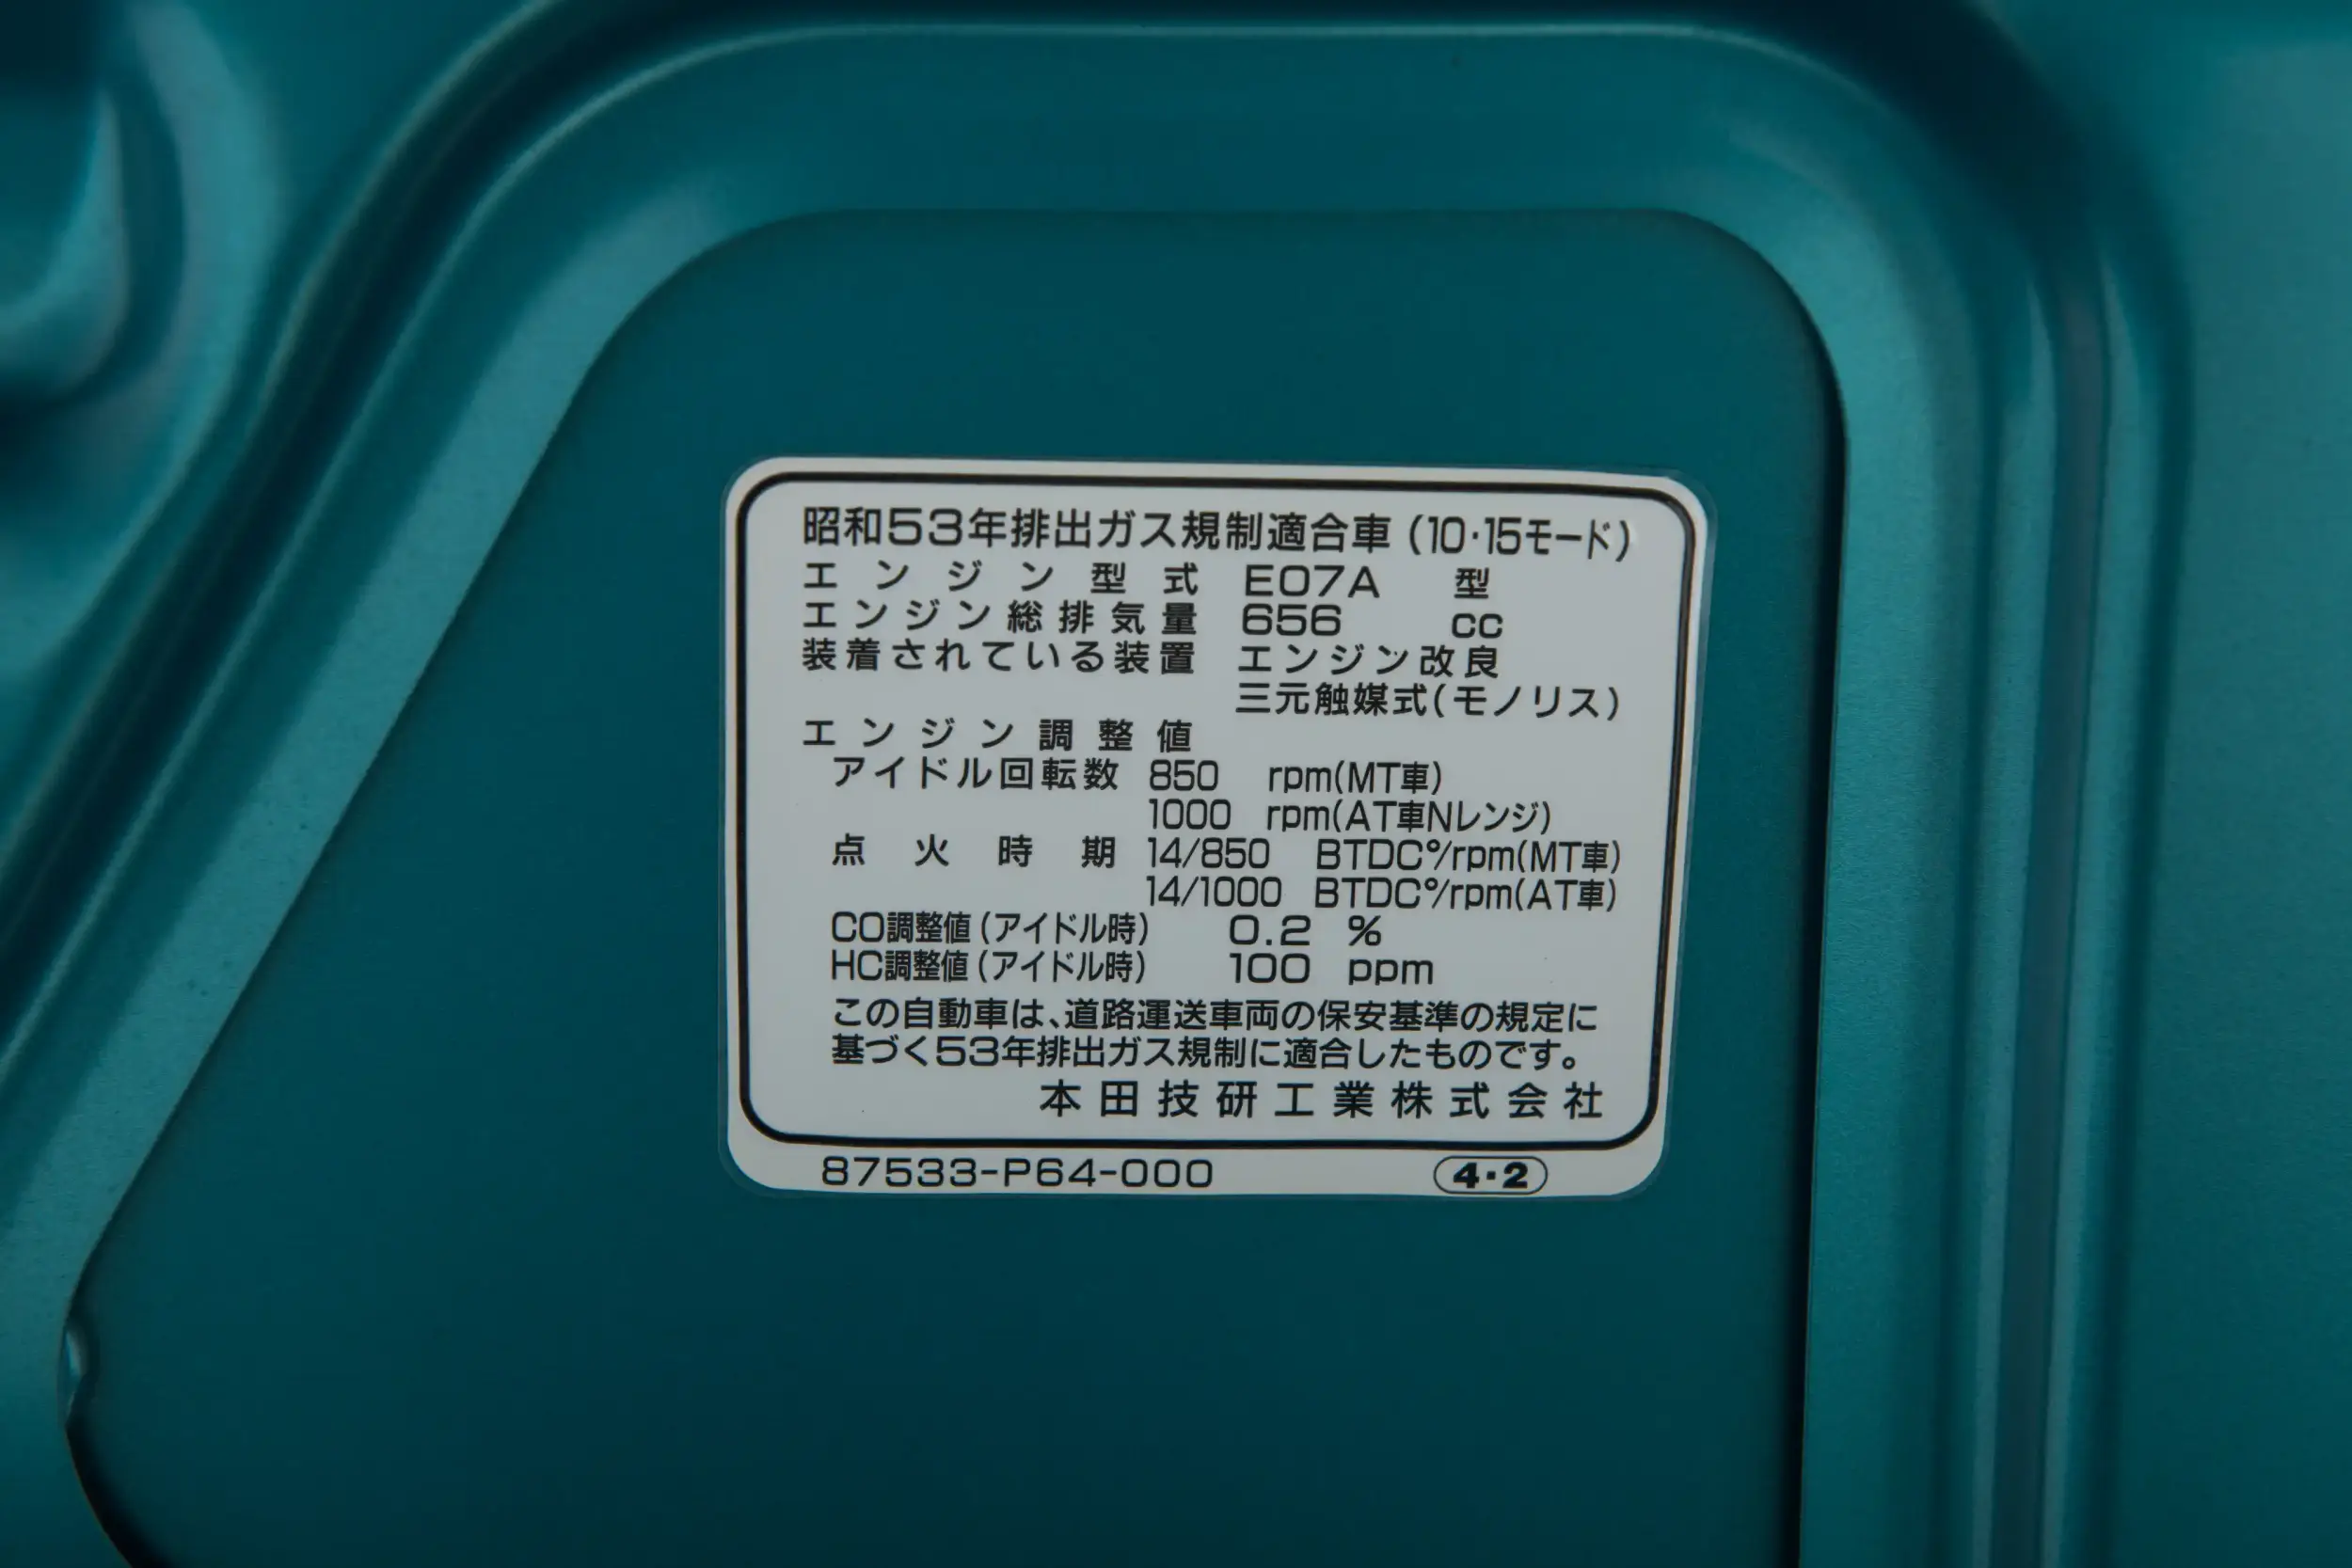 昭和53年排出ガス規制適合車(10・15モード)
エンジン型式 E07A 型
エンジン総排気量 656 cc
装着されている装置 エンジン改良
三元触媒式(モノリス)
エンジン調整値
アイドル回転数 850 rpm(MT車)
1000 rpm(AT車Nレンジ)
点火時期 14/850 BTDC°/rpm(MT車)
14/1000 BTDC°/rpm(AT車)
CO調整値(アイドル時) 0.2 %
HC調整値(アイドル時) 100 ppm
この自動車は、道路運送車両の保安基準の規定に
基づく53年排出ガス規制に適合したものです。
本田技研工業株式会社
87533-P64-000 4・2